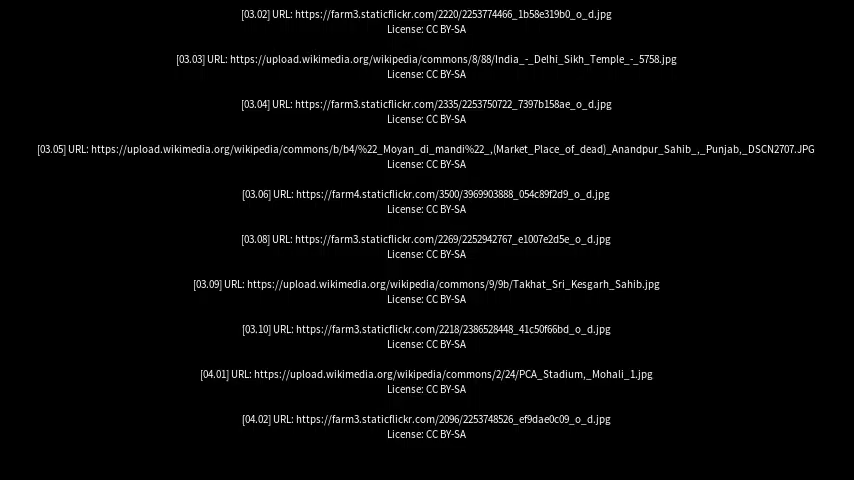 [03.02] URL: https://farm3.staticflickr.com/2220/2253774466_1b58e319b0_o_d.jpg
License: CC BY-SA
[03.03] URL: https://upload.wikimedia.org/wikipedia/commons/8/88/India_-_Delhi_Sikh_Temple_-_5758.jpg
License: CC BY-SA
[03.04] URL: https://farm3.staticflickr.com/2335/2253750722_7397b158ae_o_d.jpg
License: CC BY-SA
[03.05] URL: https://upload.wikimedia.org/wikipedia/commons/b/b4/%22_Moyan_di_mandi%22_,(Market_Place_of_dead)_Anandpur_Sahib_,_Punjab,_DSCN2707.JPG
License: CC BY-SA
[03.06] URL: https://farm4.staticflickr.com/3500/3969903888_054c89f2d9_o_d.jpg
License: CC BY-SA
[03.08] URL: https://farm3.staticflickr.com/2269/2252942767_e1007e2d5e_o_d.jpg
License: CC BY-SA
[03.09] URL: https://upload.wikimedia.org/wikipedia/commons/9/9b/Takhat_Sri_Kesgarh_Sahib.jpg
License: CC BY-SA
[03.10] URL: https://farm3.staticflickr.com/2218/2386528448_41c50f66bd_o_d.jpg
License: CC BY-SA
[04.01] URL: https://upload.wikimedia.org/wikipedia/commons/2/24/PCA_Stadium,_Mohali_1.jpg
License: CC BY-SA
[04.02] URL: https://farm3.staticflickr.com/2096/2253748526_ef9dae0c09_o_d.jpg
License: CC BY-SA